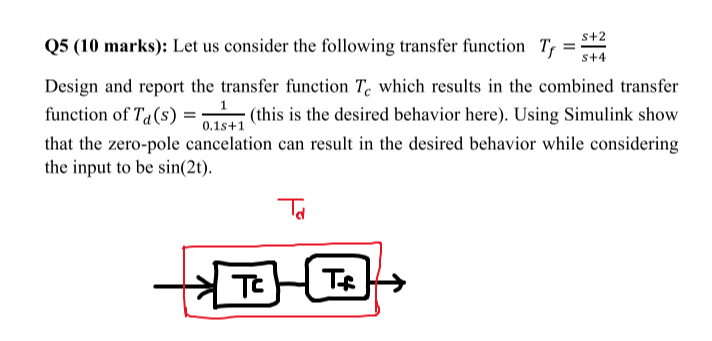 Q5 (10 marks): Let us consider the following transfer function T_f = (s+2)/(s+4)
Design and report the transfer function T_c which results in the combined transfer
function of T_d(s) = 1/(0.1s+1) (this is the desired behavior here). Using Simulink show
that the zero-pole cancelation can result in the desired behavior while considering
the input to be sin(2t).
Td
Tc Tf